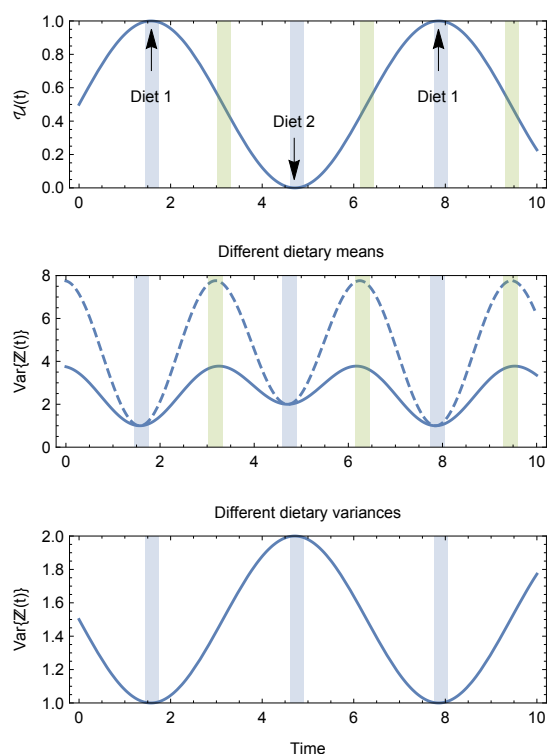 1.0
0.8
0.6
0.4
0.2
0.0
𝒰(t)
Diet 1
Diet 2
Diet 1
0 2 4 6 8 10
Different dietary means
8
6
4
2
0
Var{ℤ(t)}
0 2 4 6 8 10
Different dietary variances
2.0
1.8
1.6
1.4
1.2
1.0
Var{ℤ(t)}
0 2 4 6 8 10
Time